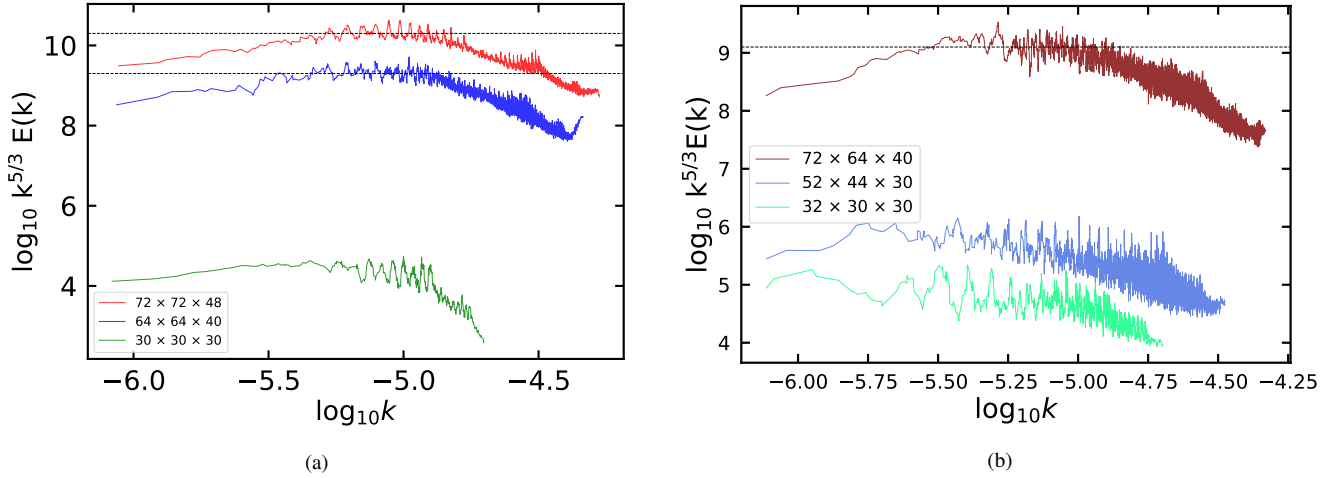 10
8
6
4
log₁₀ k⁵/³ E(k)
72 × 72 × 48
64 × 64 × 40
30 × 30 × 30
−6.0 −5.5 −5.0 −4.5
log₁₀k
(a)
9
8
7
6
5
4
log₁₀ k⁵/³E(k)
72 × 64 × 40
52 × 44 × 30
32 × 30 × 30
−6.00 −5.75 −5.50 −5.25 −5.00 −4.75 −4.50 −4.25
log₁₀k
(b)